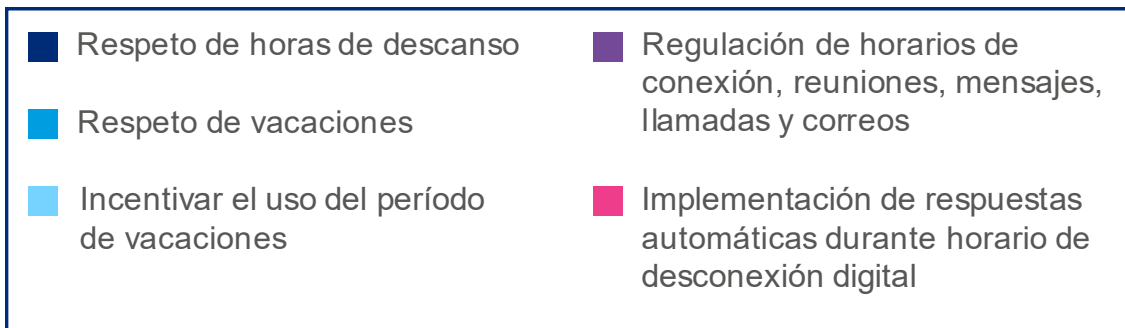 Respeto de horas de descanso
Respeto de vacaciones
Incentivar el uso del período
de vacaciones
Regulación de horarios de
conexión, reuniones, mensajes,
llamadas y correos
Implementación de respuestas
automáticas durante horario de
desconexión digital